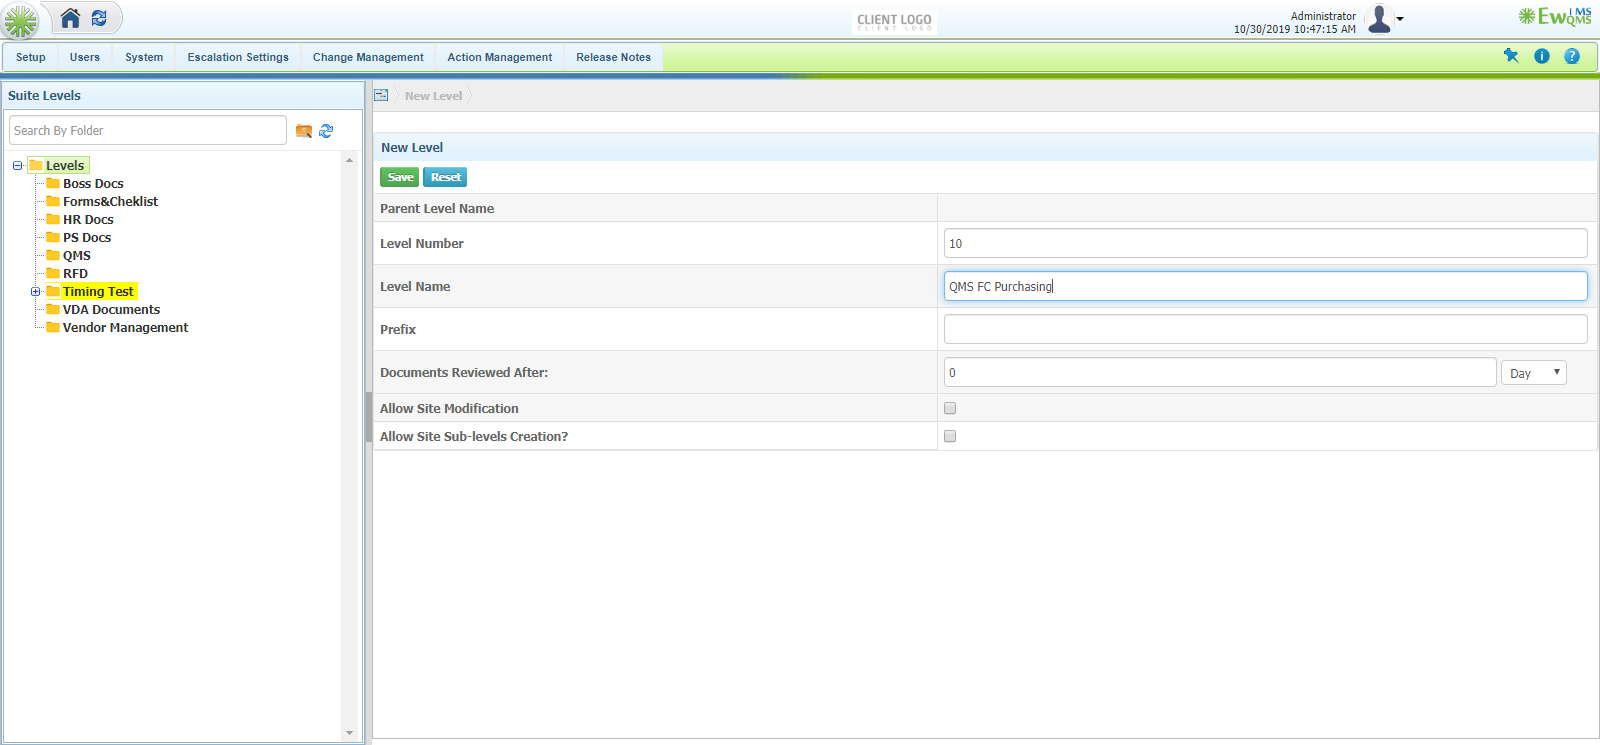 CLIENT LOGO
CLIENT LOGO
Administrator
10/30/2019 10:47:15 AM
EwQMS
IMS
Setup Users System Escalation Settings Change Management Action Management Release Notes
Suite Levels
Search By Folder
Levels
Boss Docs
Forms&Cheklist
HR Docs
PS Docs
QMS
RFD
Timing Test
VDA Documents
Vendor Management
New Level
New Level
Save Reset
Parent Level Name
Level Number 10
Level Name QMS FC Purchasing
Prefix
Documents Reviewed After: 0 Day
Allow Site Modification
Allow Site Sub-levels Creation?